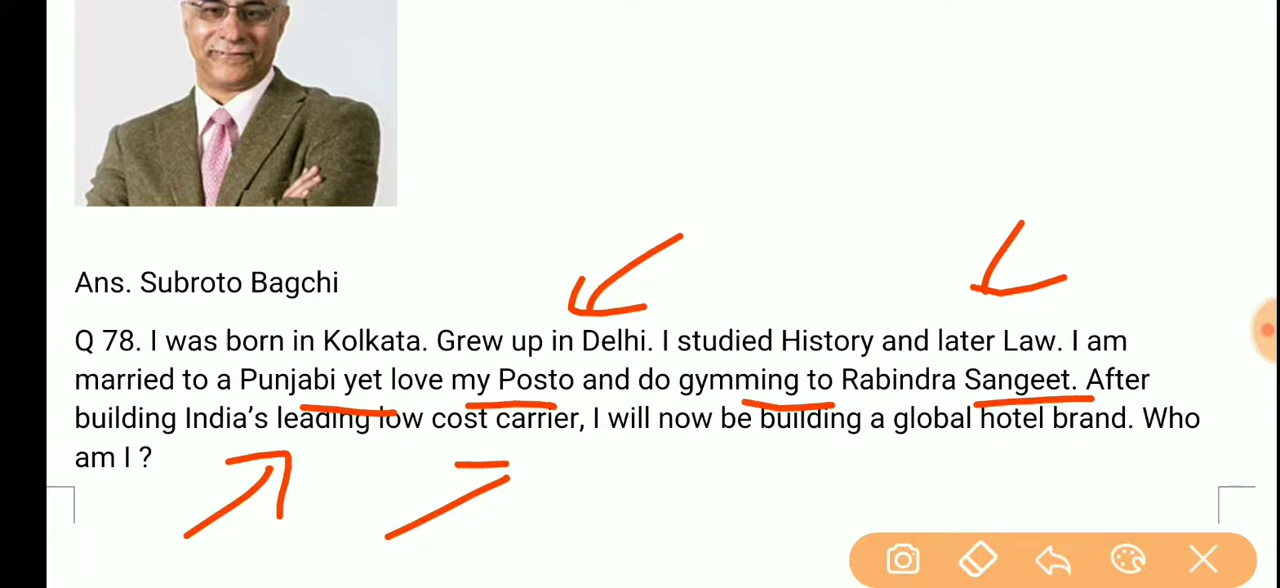 Ans. Subroto Bagchi
Q 78. I was born in Kolkata. Grew up in Delhi. I studied History and later Law. I am
married to a Punjabi yet love my Posto and do gymming to Rabindra Sangeet. After
building India’s leading low cost carrier, I will now be building a global hotel brand. Who
am I ?